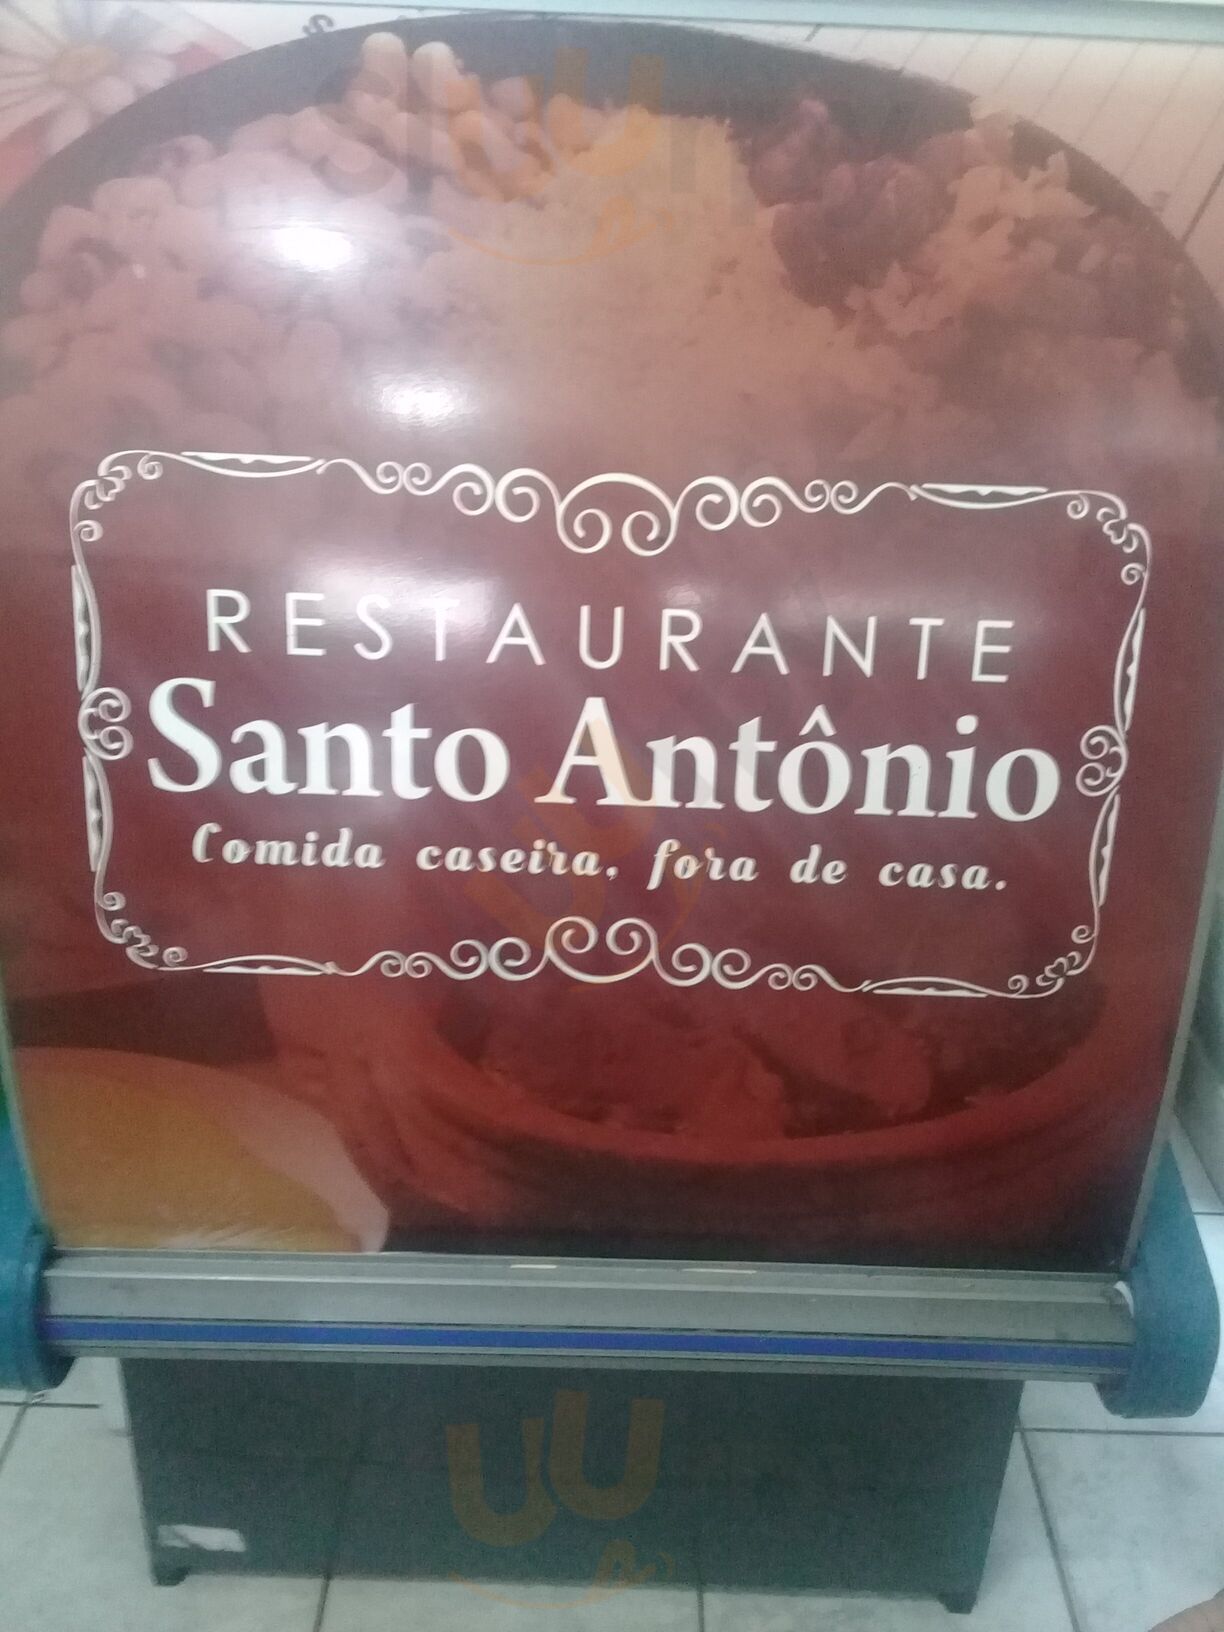 RESTAURANTE
Santo Antônio
Comida caseira, fora de casa.